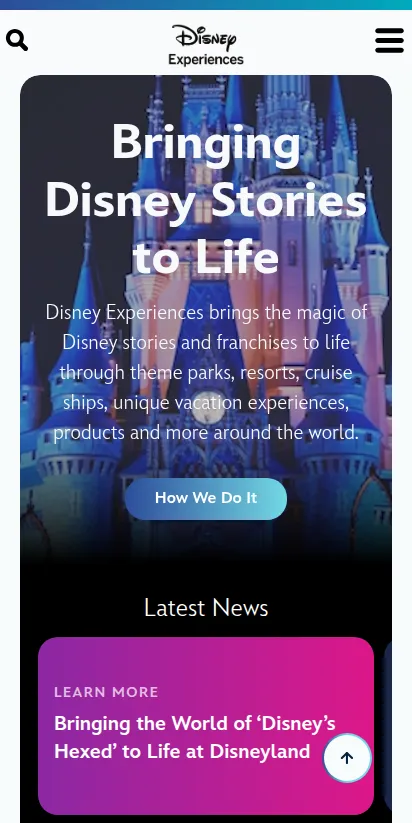 Disney
Experiences
Bringing
Disney Stories
to Life
Disney Experiences brings the magic of
Disney stories and franchises to life
through theme parks, resorts, cruise
ships, unique vacation experiences,
products and more around the world.
How We Do It
Latest News
LEARN MORE
Bringing the World of ‘Disney’s
Hexed’ to Life at Disneyland